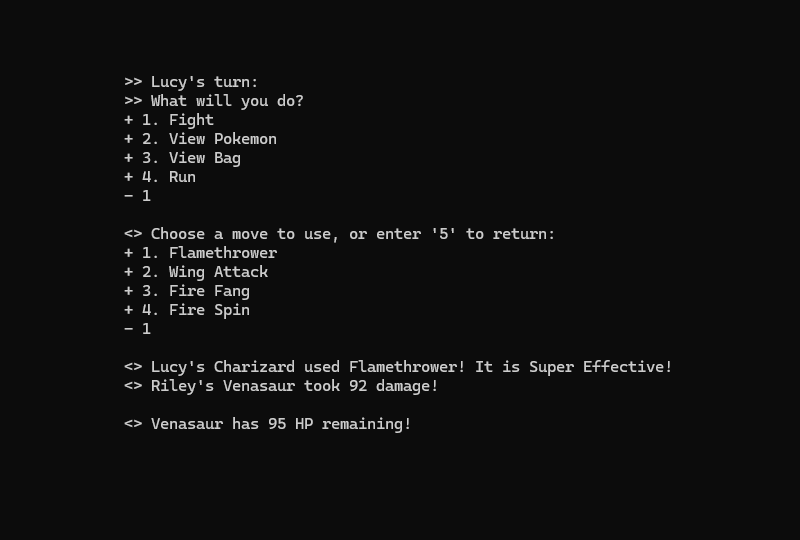 >> Lucy's turn:
>> What will you do?
+ 1. Fight
+ 2. View Pokemon
+ 3. View Bag
+ 4. Run
− 1
<> Choose a move to use, or enter '5' to return:
+ 1. Flamethrower
+ 2. Wing Attack
+ 3. Fire Fang
+ 4. Fire Spin
− 1
<> Lucy's Charizard used Flamethrower! It is Super Effective!
<> Riley's Venasaur took 92 damage!
<> Venasaur has 95 HP remaining!